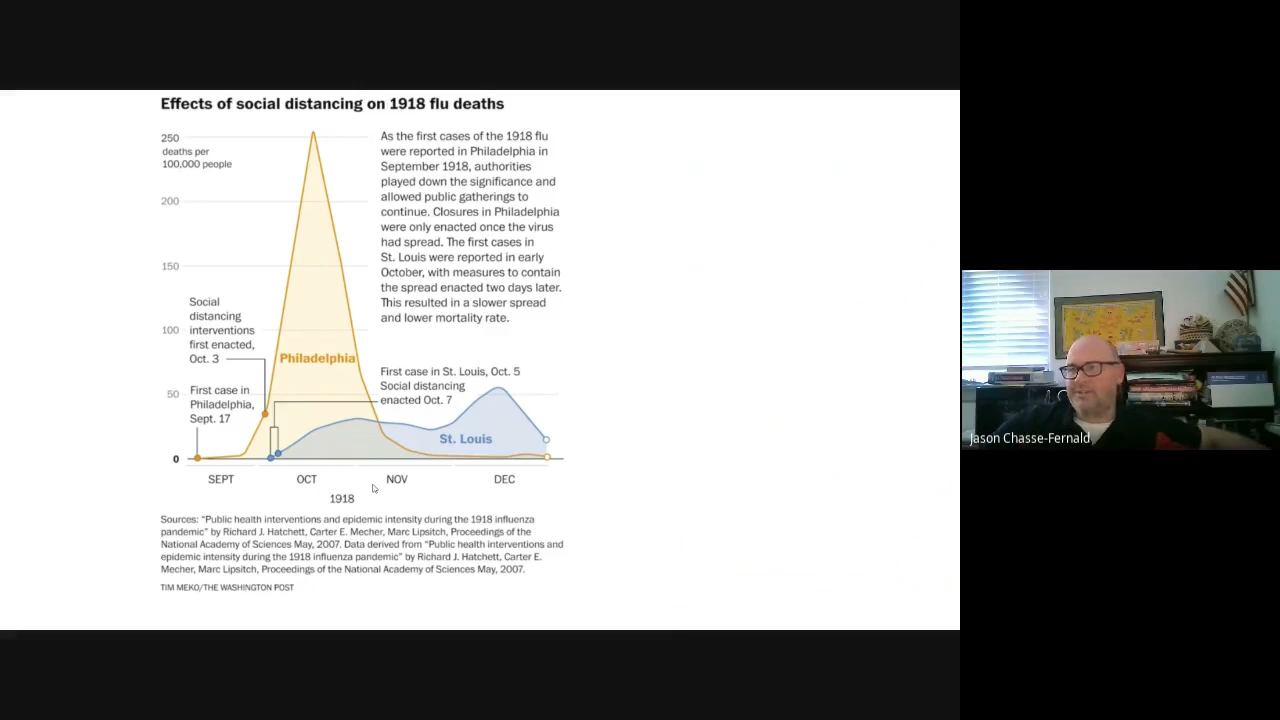 Effects of social distancing on 1918 flu deaths
250
deaths per
100,000 people
200
150
100
50
0
As the first cases of the 1918 flu
were reported in Philadelphia in
September 1918, authorities
played down the significance and
allowed public gatherings to
continue. Closures in Philadelphia
were only enacted once the virus
had spread. The first cases in
St. Louis were reported in early
October, with measures to contain
the spread enacted two days later.
This resulted in a slower spread
and lower mortality rate.
Social
distancing
interventions
first enacted,
Oct. 3
Philadelphia
First case in
Philadelphia,
Sept. 17
First case in St. Louis, Oct. 5
Social distancing
enacted Oct. 7
St. Louis
SEPT OCT NOV DEC
1918
Sources: "Public health interventions and epidemic intensity during the 1918 influenza
pandemic" by Richard J. Hatchett, Carter E. Mecher, Marc Lipsitch, Proceedings of the
National Academy of Sciences May, 2007. Data derived from "Public health interventions and
epidemic intensity during the 1918 influenza pandemic" by Richard J. Hatchett, Carter E.
Mecher, Marc Lipsitch, Proceedings of the National Academy of Sciences May, 2007.
TIM MEKO/THE WASHINGTON POST
Jason Chasse-Fernald